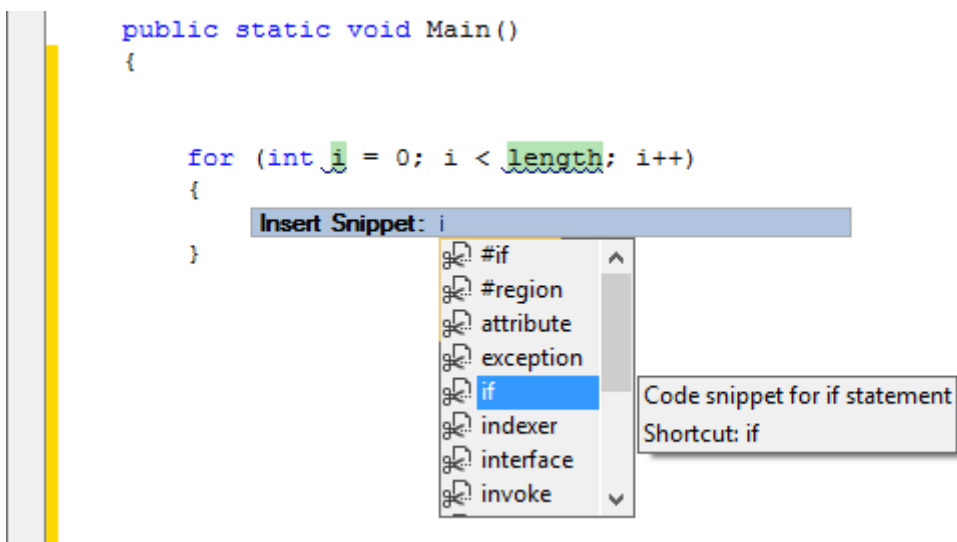 public static void Main()
{
for (int i = 0; i < length; i++)
{
Insert Snippet: i
}
#if
#region
attribute
exception
if
indexer
interface
invoke
Code snippet for if statement
Shortcut: if